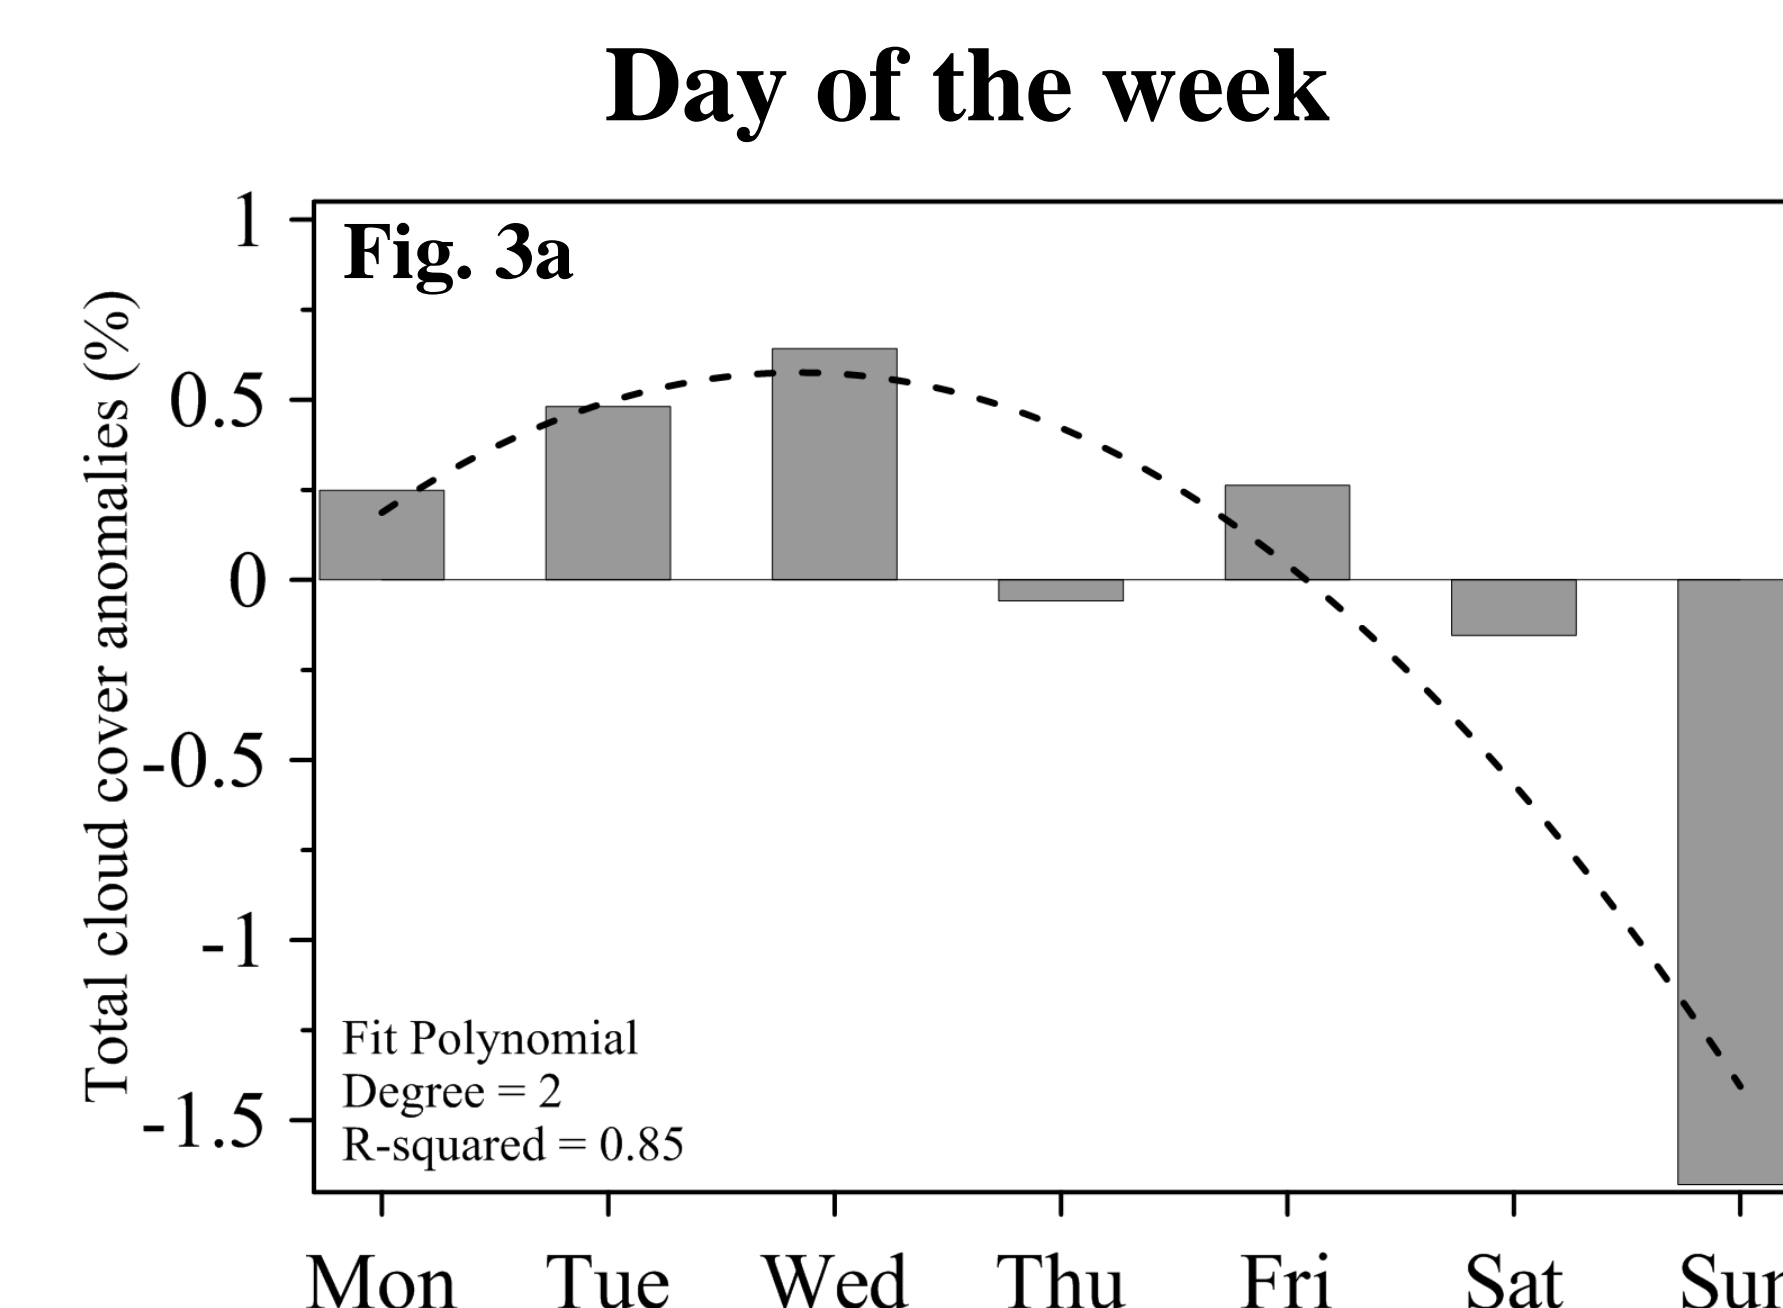 Day of the week
1
Fig. 3a
0.5
0
-0.5
-1
-1.5
Total cloud cover anomalies (%)
Fit Polynomial
Degree = 2
R-squared = 0.85
Mon Tue Wed Thu Fri Sat Sun